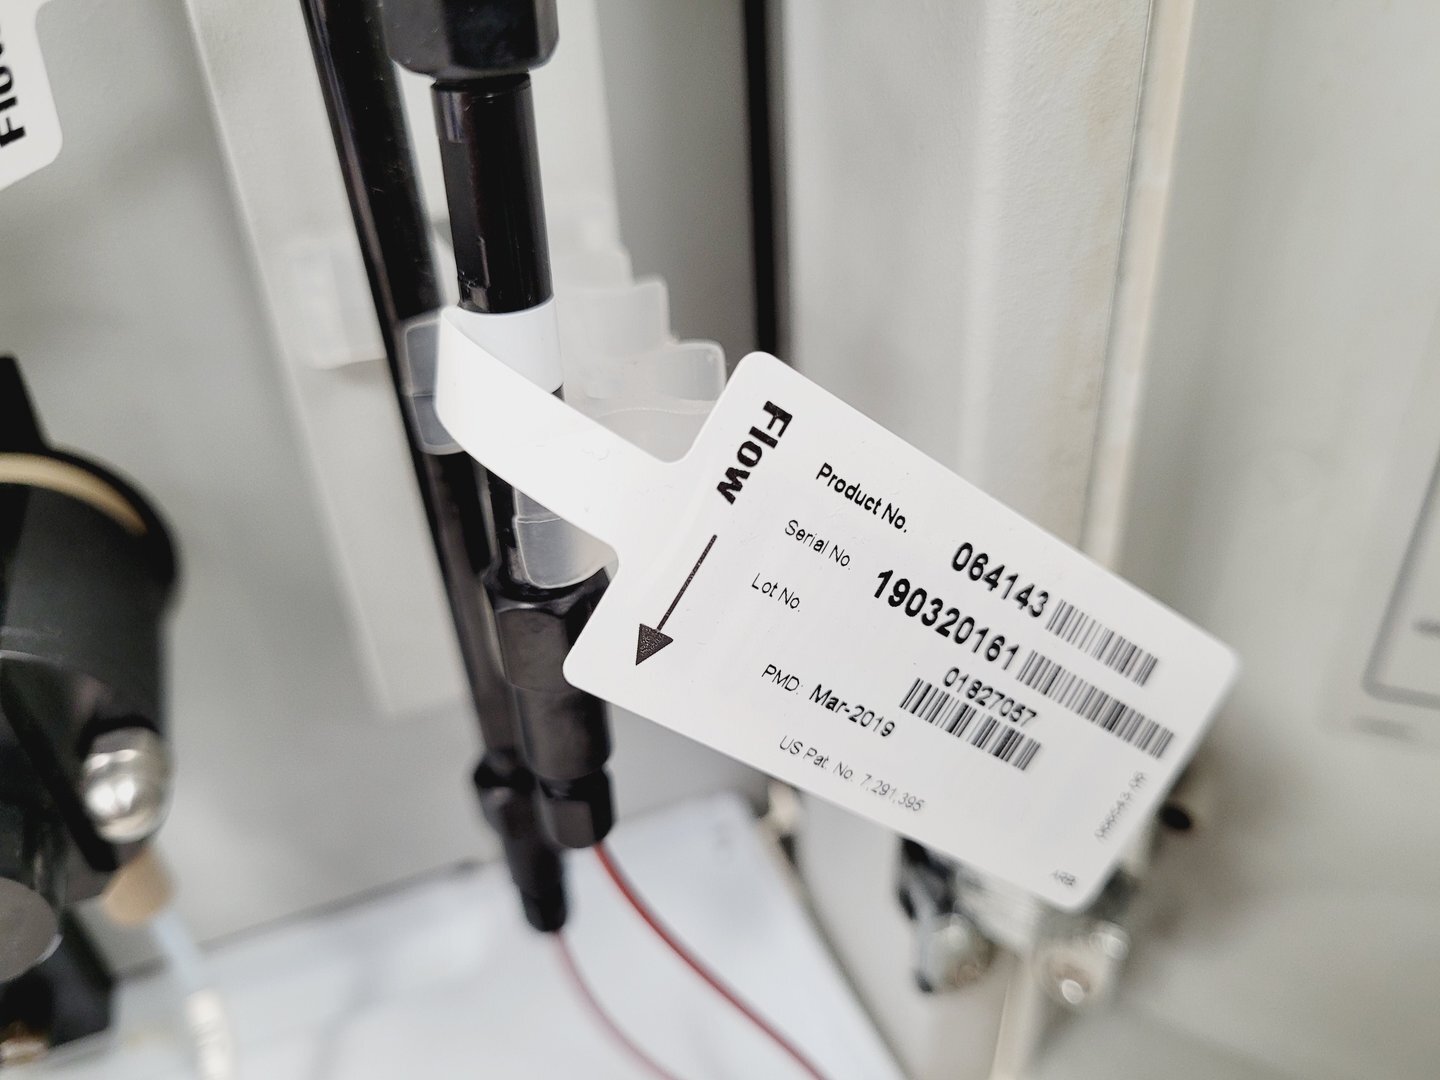 Flow
Flow
Product No. 064143
Serial No. 190320161
Lot No. 01827057
PMD: Mar-2019
US Pat. No. 7,291,395